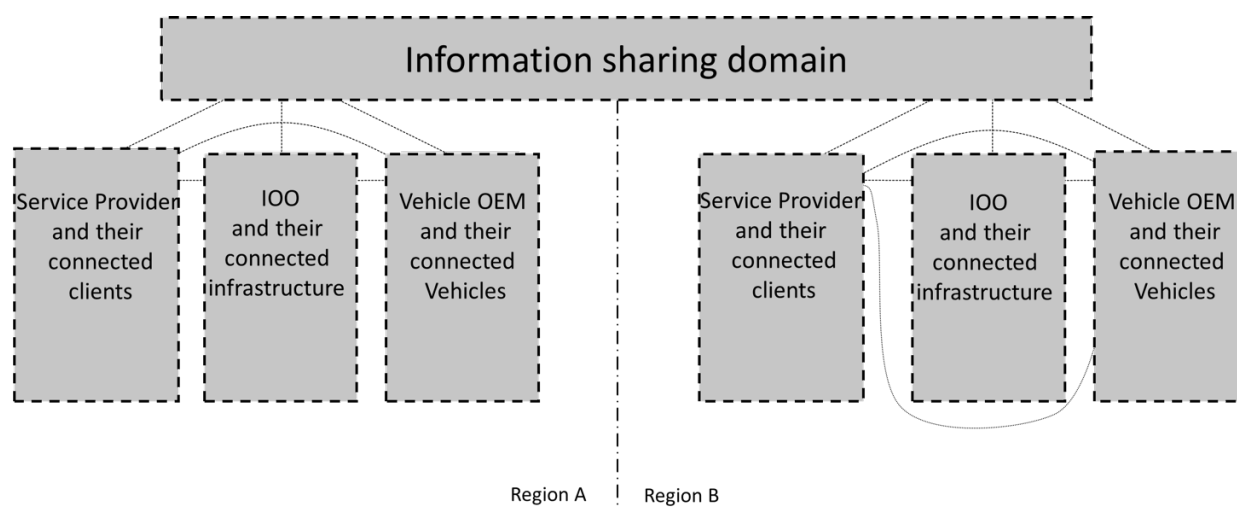 Information sharing domain
Service Provider
and their
connected
clients
IOO
and their
connected
infrastructure
Vehicle OEM
and their
connected
Vehicles
Service Provider
and their
connected
clients
IOO
and their
connected
infrastructure
Vehicle OEM
and their
connected
Vehicles
Region A
Region B